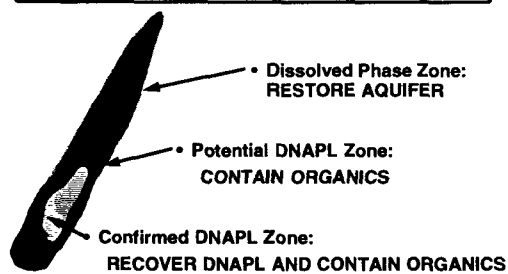 • Dissolved Phase Zone:
RESTORE AQUIFER
• Potential DNAPL Zone:
CONTAIN ORGANICS
• Confirmed DNAPL Zone:
RECOVER DNAPL AND CONTAIN ORGANICS